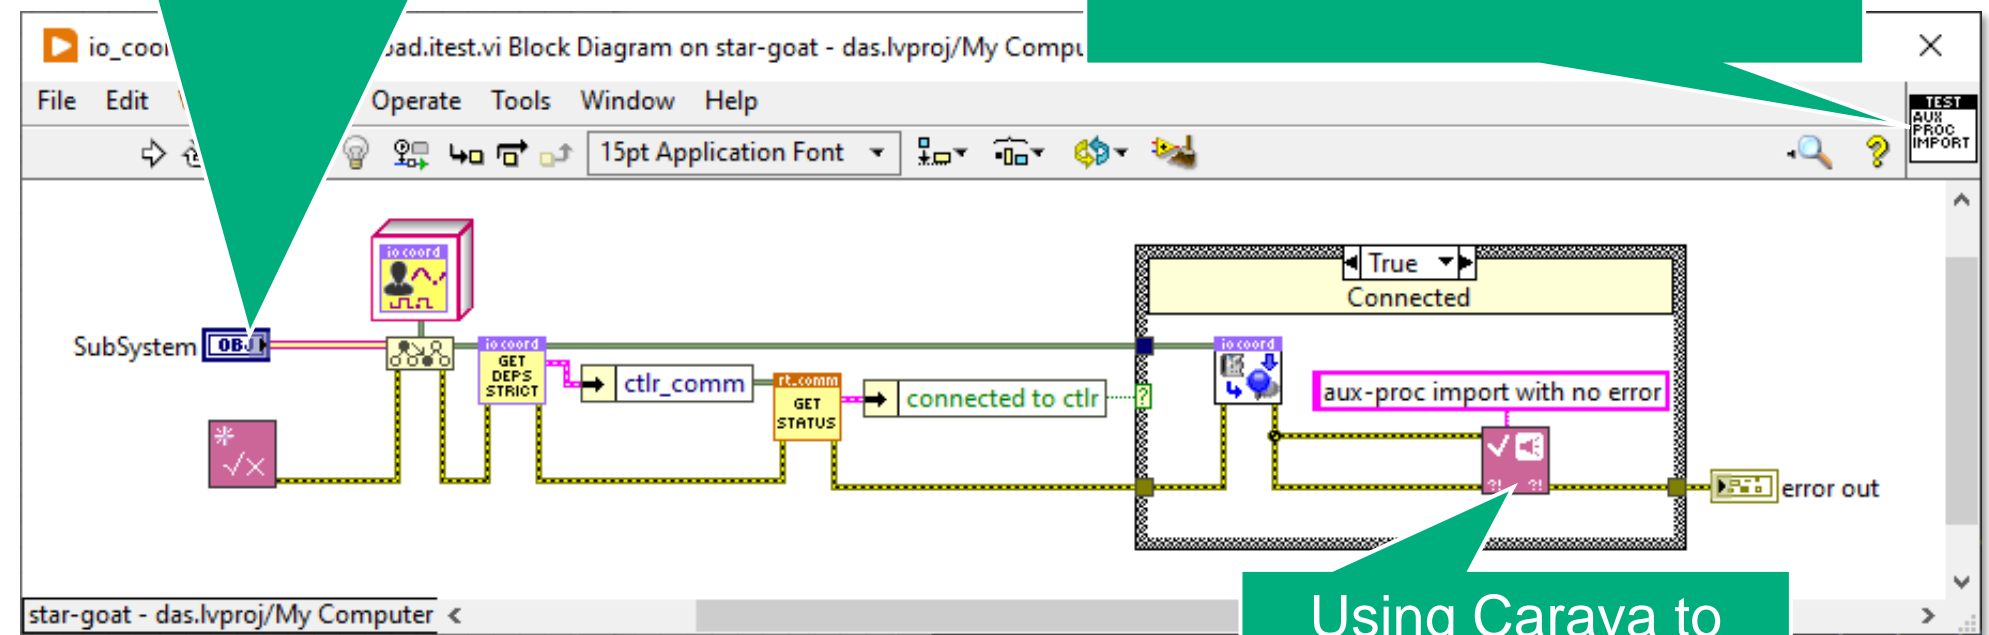 io_coo
oad.itest.vi Block Diagram on star-goat - das.lvproj/My Compu
File Edit Operate Tools Window Help
TEST
AUX
PROC
IMPORT
15pt Application Font
True
Connected
io coord
SubSystem
OBJ
io coord
GET
DEPS
STRICT
ctlr_comm
rt_comm
GET
STATUS
connected to ctlr
?
io coord
aux-proc import with no error
?! ?!
error out
star-goat - das.lvproj/My Computer
Using Caraya to